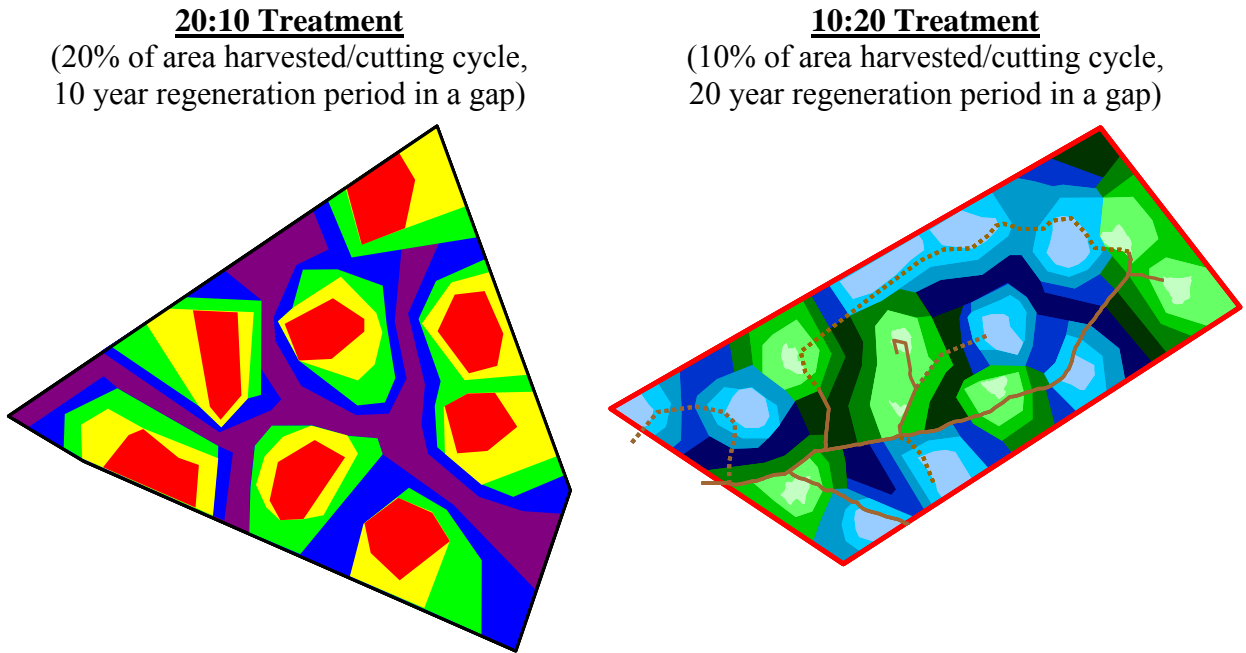 20:10 Treatment
(20% of area harvested/cutting cycle,
10 year regeneration period in a gap)
10:20 Treatment
(10% of area harvested/cutting cycle,
20 year regeneration period in a gap)